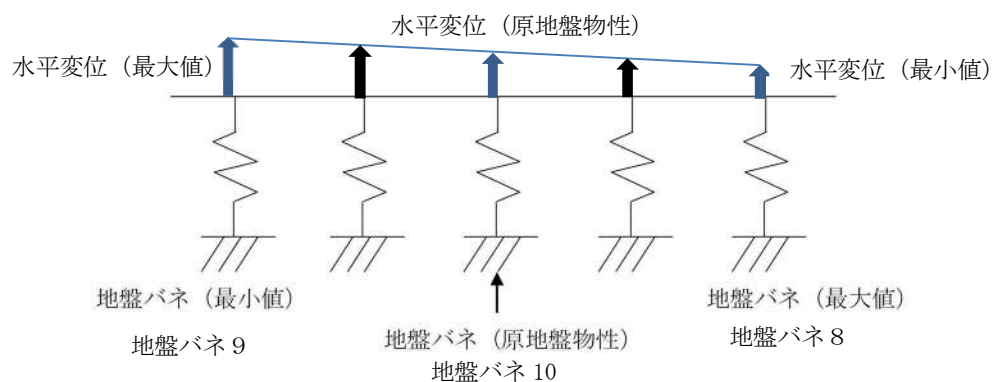 水平変位（原地盤物性）
水平変位（最大値）
水平変位（最小値）
地盤バネ（最小値）
地盤バネ９
地盤バネ（原地盤物性）
地盤バネ 10
地盤バネ（最大値）
地盤バネ８